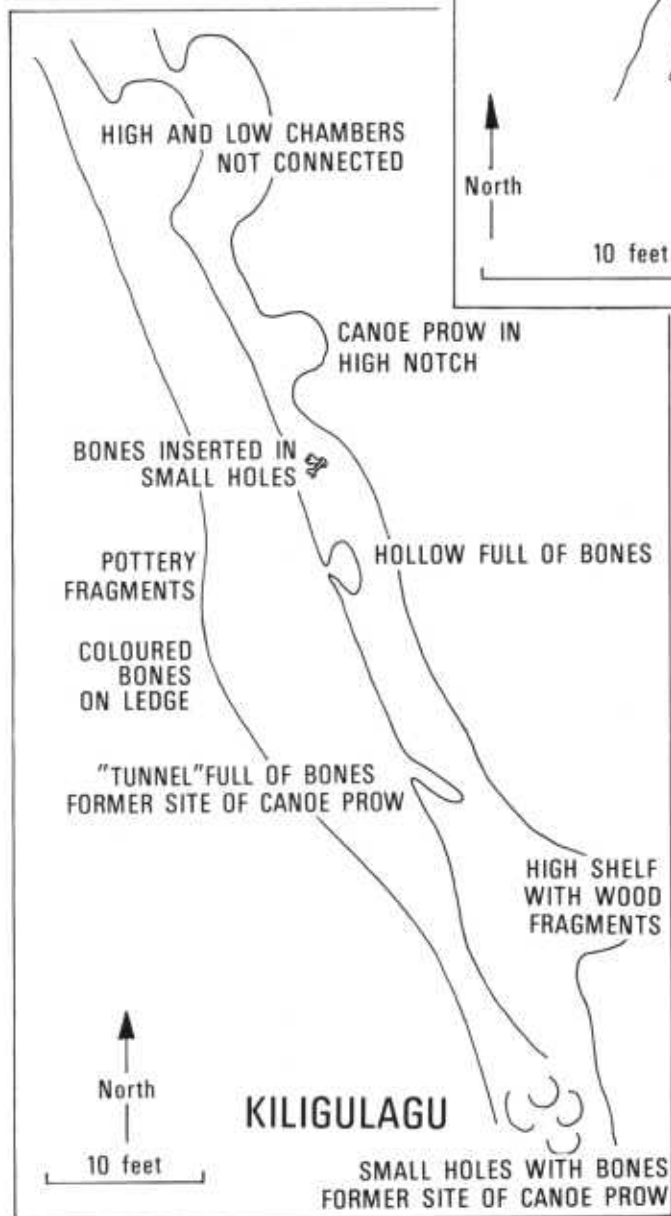 North
10 feet
HIGH AND LOW CHAMBERS
NOT CONNECTED
CANOE PROW IN
HIGH NOTCH
BONES INSERTED IN
SMALL HOLES
HOLLOW FULL OF BONES
POTTERY
FRAGMENTS
COLOURED
BONES
ON LEDGE
"TUNNEL" FULL OF BONES
FORMER SITE OF CANOE PROW
HIGH SHELF
WITH WOOD
FRAGMENTS
North
10 feet
KILIGULAGU
SMALL HOLES WITH BONES
FORMER SITE OF CANOE PROW